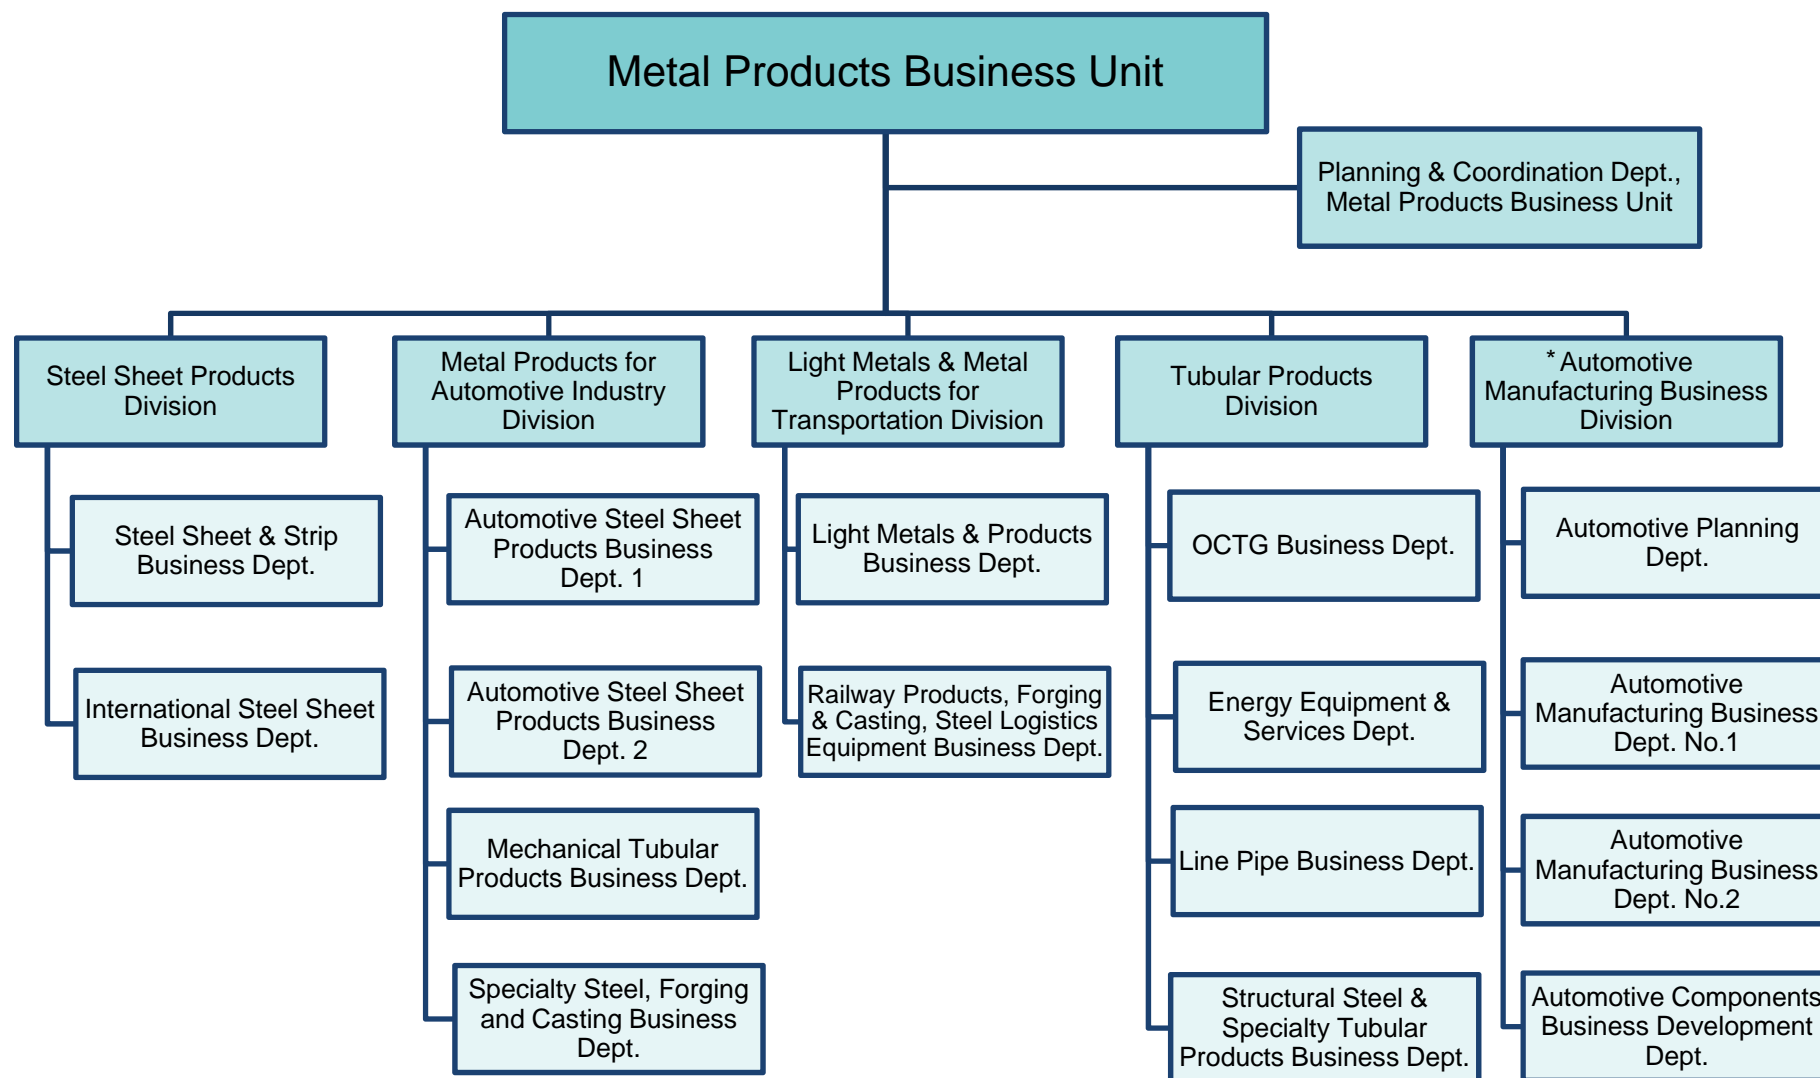 Metal Products Business Unit
Planning & Coordination Dept.,
Metal Products Business Unit
Steel Sheet Products
Division
Steel Sheet & Strip
Business Dept.
International Steel Sheet
Business Dept.
Metal Products for
Automotive Industry
Division
Automotive Steel Sheet
Products Business
Dept. 1
Automotive Steel Sheet
Products Business
Dept. 2
Mechanical Tubular
Products Business Dept.
Specialty Steel, Forging
and Casting Business
Dept.
Light Metals & Metal
Products for
Transportation Division
Light Metals & Products
Business Dept.
Railway Products, Forging
& Casting, Steel Logistics
Equipment Business Dept.
Tubular Products
Division
OCTG Business Dept.
Energy Equipment &
Services Dept.
Line Pipe Business Dept.
Structural Steel &
Specialty Tubular
Products Business Dept.
*Automotive
Manufacturing Business
Division
Automotive Planning
Dept.
Automotive
Manufacturing Business
Dept. No.1
Automotive
Manufacturing Business
Dept. No.2
Automotive Components
Business Development
Dept.